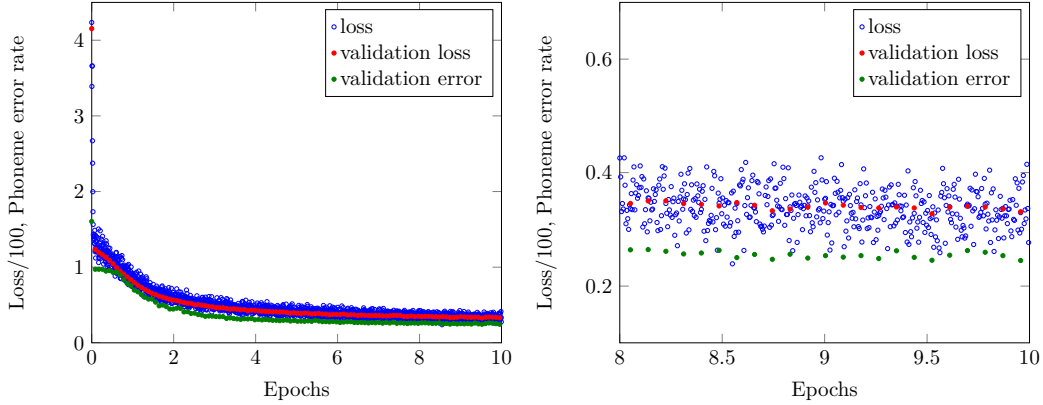 Loss/100, Phoneme error rate
4
3
2
1
0
0
2
4
6
8
10
Epochs
loss
validation loss
validation error
Loss/100, Phoneme error rate
0.6
0.4
0.2
8
8.5
9
9.5
10
Epochs
loss
validation loss
validation error